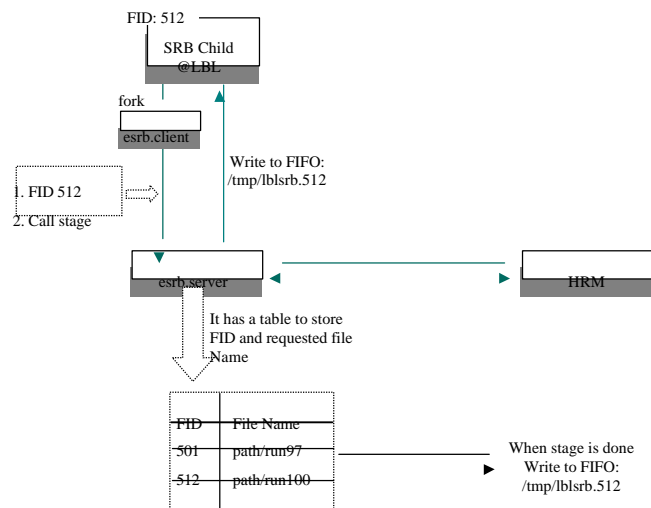 FID: 512
SRB Child
@LBL
fork
esrb.client
Write to FIFO:
/tmp/lblsrb.512
1. FID 512
2. Call stage
esrb.server
HRM
It has a table to store
FID and requested file
Name
FID File Name
501 path/run97
512 path/run100
When stage is done
Write to FIFO:
/tmp/lblsrb.512